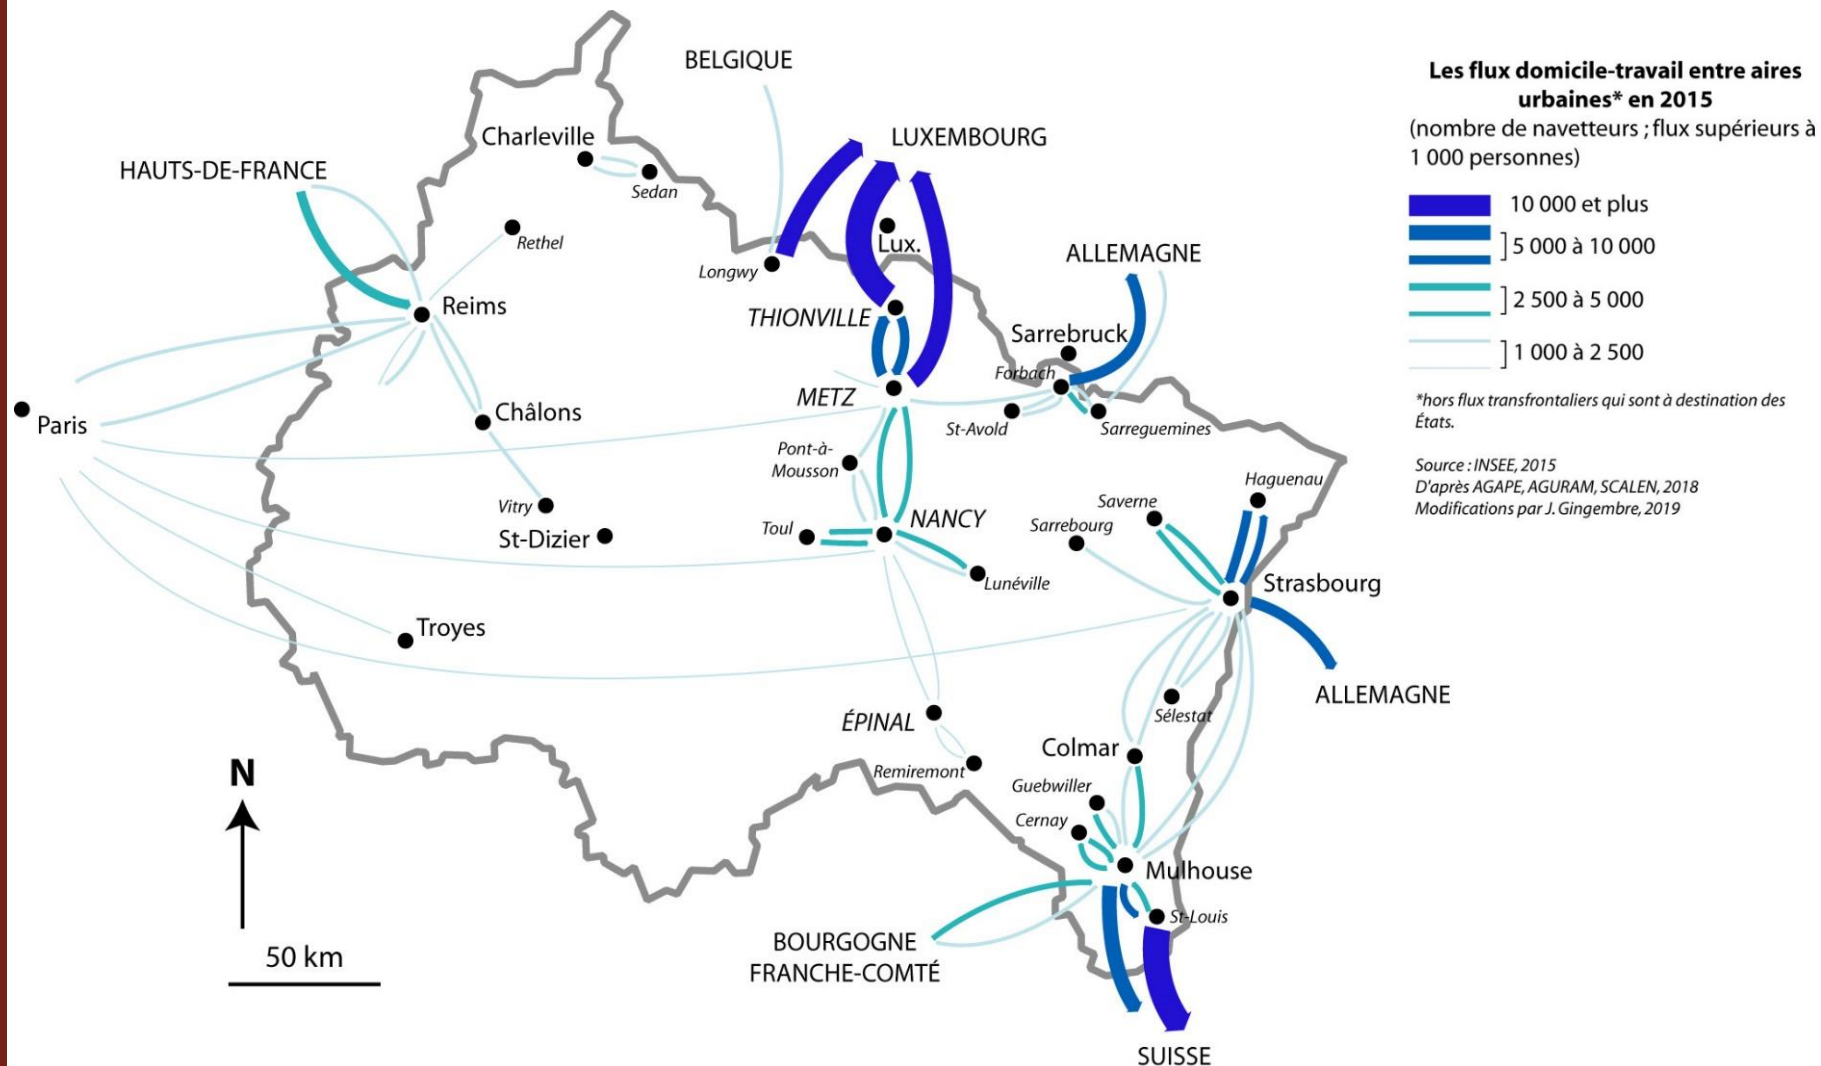 BELGIQUE
Charleville
LUXEMBOURG
HAUTS-DE-FRANCE
Sedan
Rethel
Lux.
Longwy
ALLEMAGNE
Reims
THIONVILLE
Sarrebruck
Forbach
METZ
Châlons
Paris
St-Avold
Sarreguemines
Pont-à-
Mousson
Vitry
St-Dizier
Toul
NANCY
Lunéville
Haguenau
Saverne
Sarrebourg
Strasbourg
Troyes
ALLEMAGNE
Sélestat
ÉPINAL
Colmar
Remiremont
Guebwiller
Cernay
Mulhouse
St-Louis
BOURGOGNE
FRANCHE-COMTÉ
SUISSE
N
50 km
Les flux domicile-travail entre aires
urbaines* en 2015
(nombre de navetteurs ; flux supérieurs à
1 000 personnes)
10 000 et plus
5 000 à 10 000
2 500 à 5 000
1 000 à 2 500
*hors flux transfrontaliers qui sont à destination des
États.
Source : INSEE, 2015
D'après AGAPE, AGURAM, SCALEN, 2018
Modifications par J. Gingembre, 2019